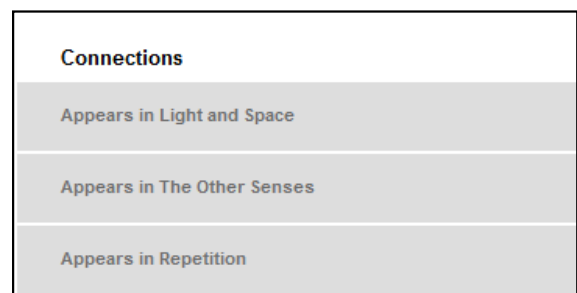 Connections
Appears in Light and Space
Appears in The Other Senses
Appears in Repetition